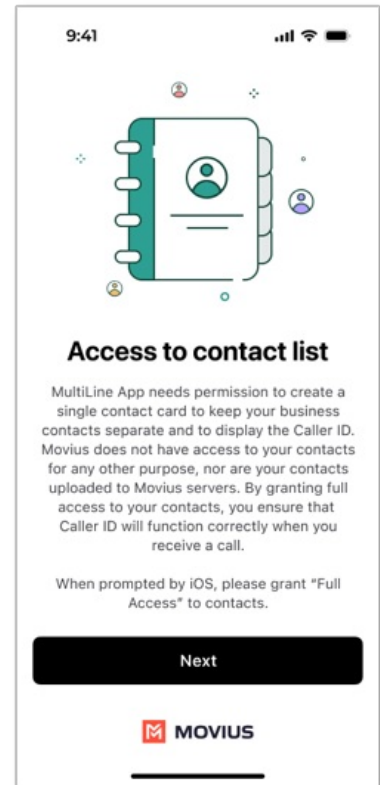 9:41
Access to contact list
MultiLine App needs permission to create a
single contact card to keep your business
contacts separate and to display the Caller ID.
Movius does not have access to your contacts
for any other purpose, nor are your contacts
uploaded to Movius servers. By granting full
access to your contacts, you ensure that
Caller ID will function correctly when you
receive a call.
When prompted by iOS, please grant “Full
Access” to contacts.
Next
MOVIUS